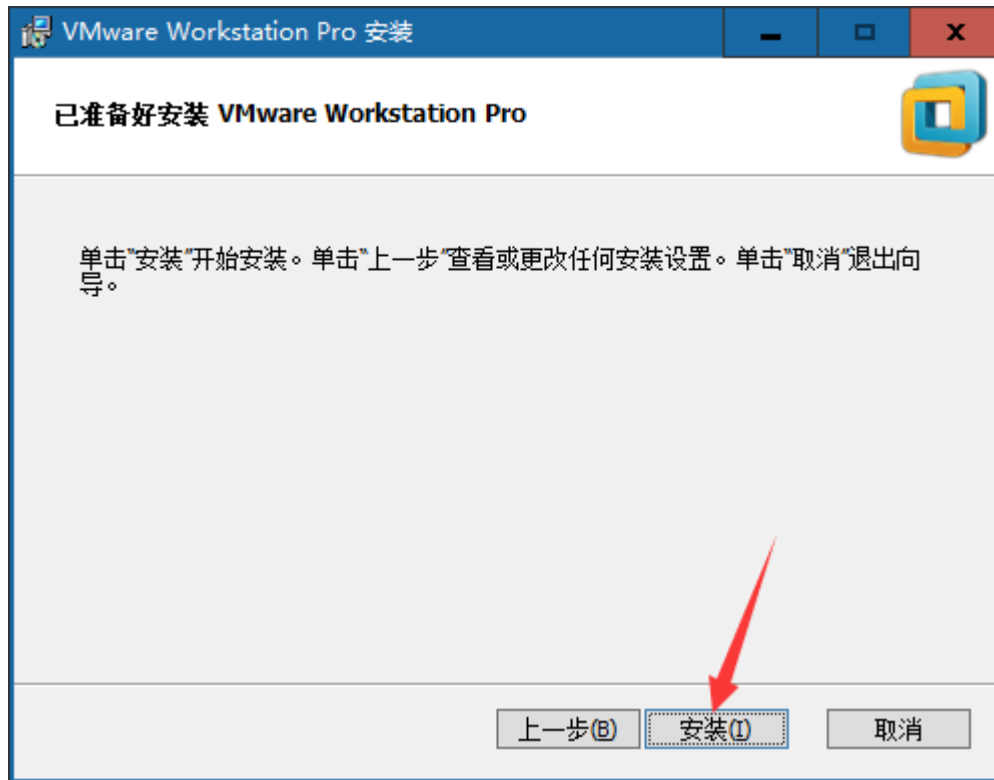 VMware Workstation Pro 安装
已准备好安装 VMware Workstation Pro
单击"安装"开始安装。单击"上一步"查看或更改任何安装设置。单击"取消"退出向
导。
上一步(B) 安装(I) 取消